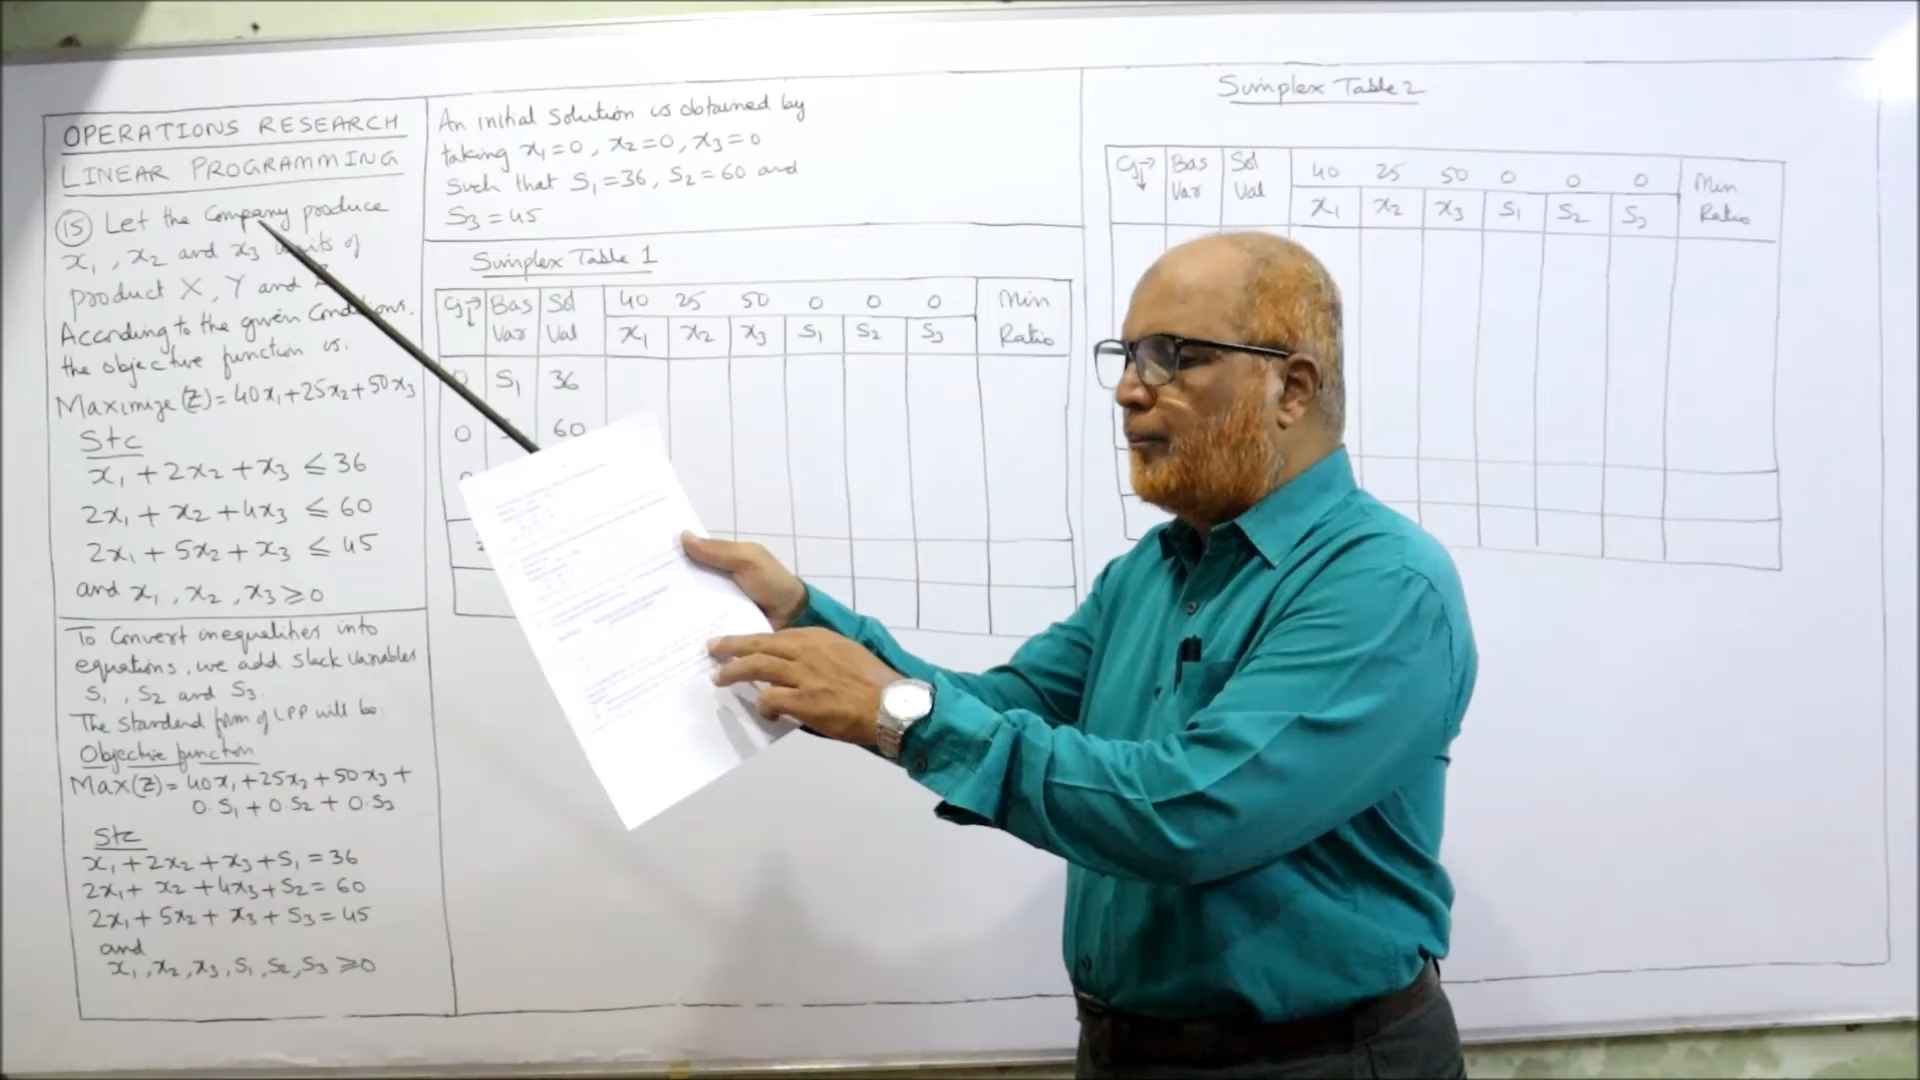 OPERATIONS RESEARCH
LINEAR PROGRAMMING
(15) Let the Company produce
x₁, x₂ and x₃ units of
product X, Y and
According to the given Conditions.
the objective function is.
Maximize (Z) = 40x₁+25x₂+50x₃
Stc
x₁ + 2x₂ + x₃ ≤ 36
2x₁ + x₂ + 4x₃ ≤ 60
2x₁ + 5x₂ + x₃ ≤ 45
and x₁, x₂, x₃ ≥ 0
To Convert inequalities into
equations, we add slack variables
S₁, S₂ and S₃.
The Standard form of LPP will be:
Objective function
Max(Z) = 40x₁+25x₂+50x₃+
0.S₁+0.S₂+0.S₃
Stc
x₁+2x₂+x₃+S₁ = 36
2x₁+ x₂+4x₃+S₂ = 60
2x₁+5x₂+ x₃+S₃ = 45
and
x₁, x₂, x₃, S₁, S₂, S₃ ≥ 0
An initial Solution is obtained by
taking x₁=0, x₂=0, x₃=0
Such that S₁=36, S₂=60 and
S₃=45
Simplex Table 1
Cj→ Bas Sol 40 25 50 0 0 0 Min
↓ Var Val x₁ x₂ x₃ S₁ S₂ S₃ Ratio
0 S₁ 36
0 60
Simplex Table 2
Cj→ Bas Sol 40 25 50 0 0 0 Min
↓ Var Val x₁ x₂ x₃ S₁ S₂ S₃ Ratio